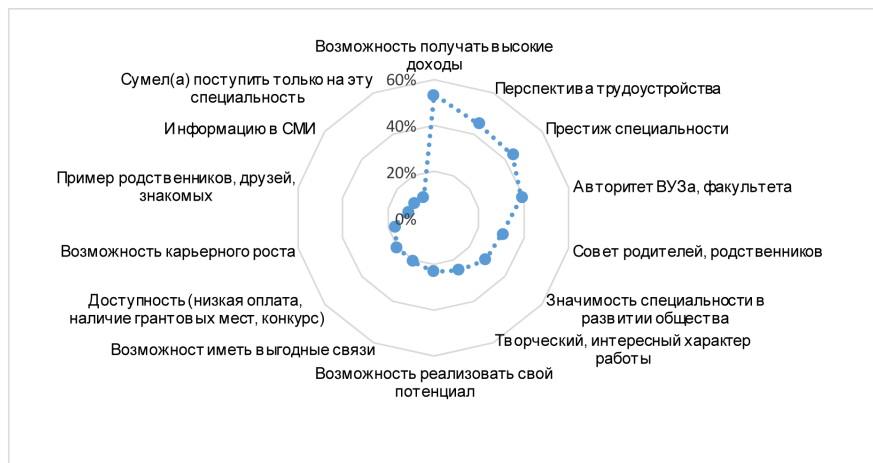 Возможность получать высокие
доходы
Перспектива трудоустройства
Престиж специальности
Авторитет ВУЗа, факультета
Совет родителей, родственников
Значимость специальности в
развитии общества
Творческий, интересный характер
работы
Возможность реализовать свой
потенциал
Возможност иметь выгодные связи
Доступность (низкая оплата,
наличие грантовых мест, конкурс)
Возможность карьерного роста
Пример родственников, друзей,
знакомых
Информацию в СМИ
Сумел(а) поступить только на эту
специальность
60%
40%
20%
0%